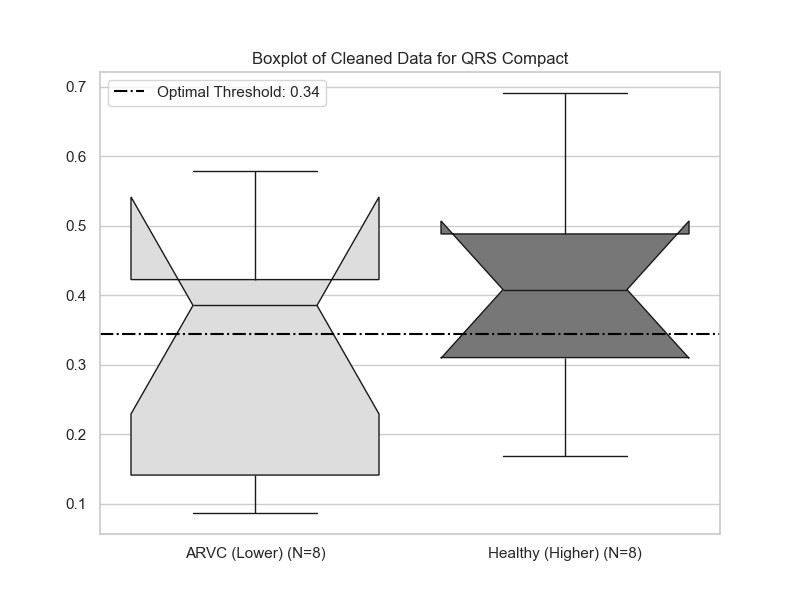 Boxplot of Cleaned Data for QRS Compact
Optimal Threshold: 0.34
0.7
0.6
0.5
0.4
0.3
0.2
0.1
ARVC (Lower) (N=8)
Healthy (Higher) (N=8)